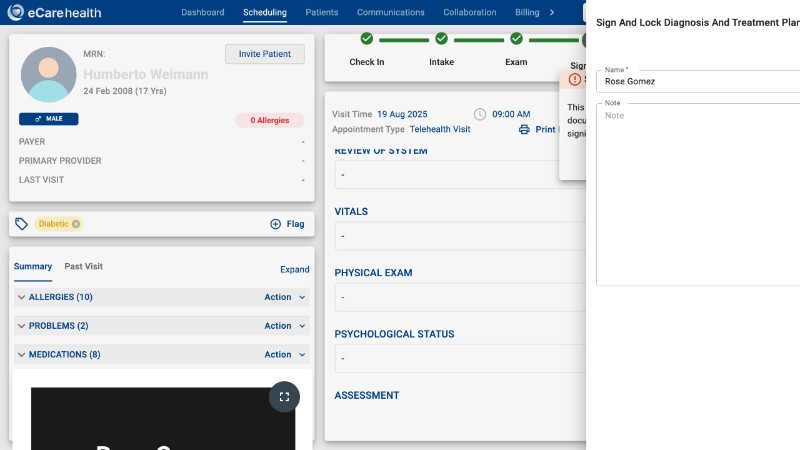 eCarehealth
Dashboard
Scheduling
Patients
Communications
Collaboration
Billing
MRN:
Invite Patient
Humberto Weimann
24 Feb 2008 (17 Yrs)
MALE
0 Allergies
PAYER
-
PRIMARY PROVIDER
-
LAST VISIT
-
Diabetic
Flag
Summary
Past Visit
Expand
ALLERGIES (10)
Action
PROBLEMS (2)
Action
MEDICATIONS (8)
Action
Check In
Intake
Exam
Sign
Visit Time 19 Aug 2025
09:00 AM
Appointment Type Telehealth Visit
Print
This
docu
signi
REVIEW OF SYSTEM
-
VITALS
-
PHYSICAL EXAM
-
PSYCHOLOGICAL STATUS
-
ASSESSMENT
Sign And Lock Diagnosis And Treatment Plan
Name *
Rose Gomez
Note
Note